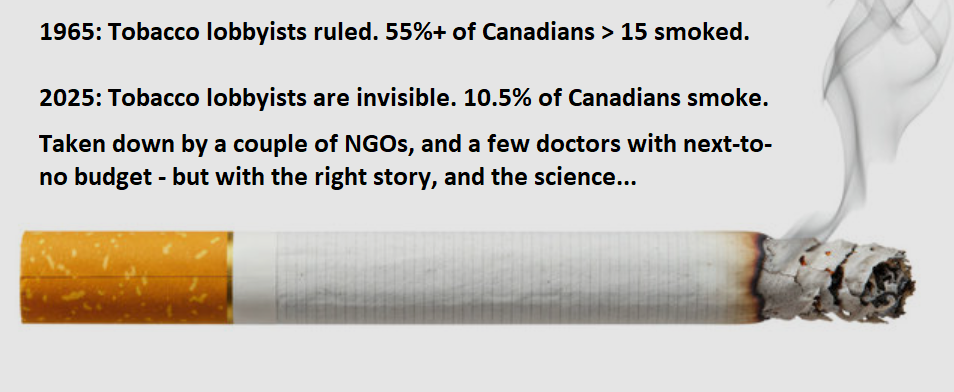 1965: Tobacco lobbyists ruled. 55%+ of Canadians > 15 smoked.
2025: Tobacco lobbyists are invisible. 10.5% of Canadians smoke.
Taken down by a couple of NGOs, and a few doctors with next-to-
no budget - but with the right story, and the science...